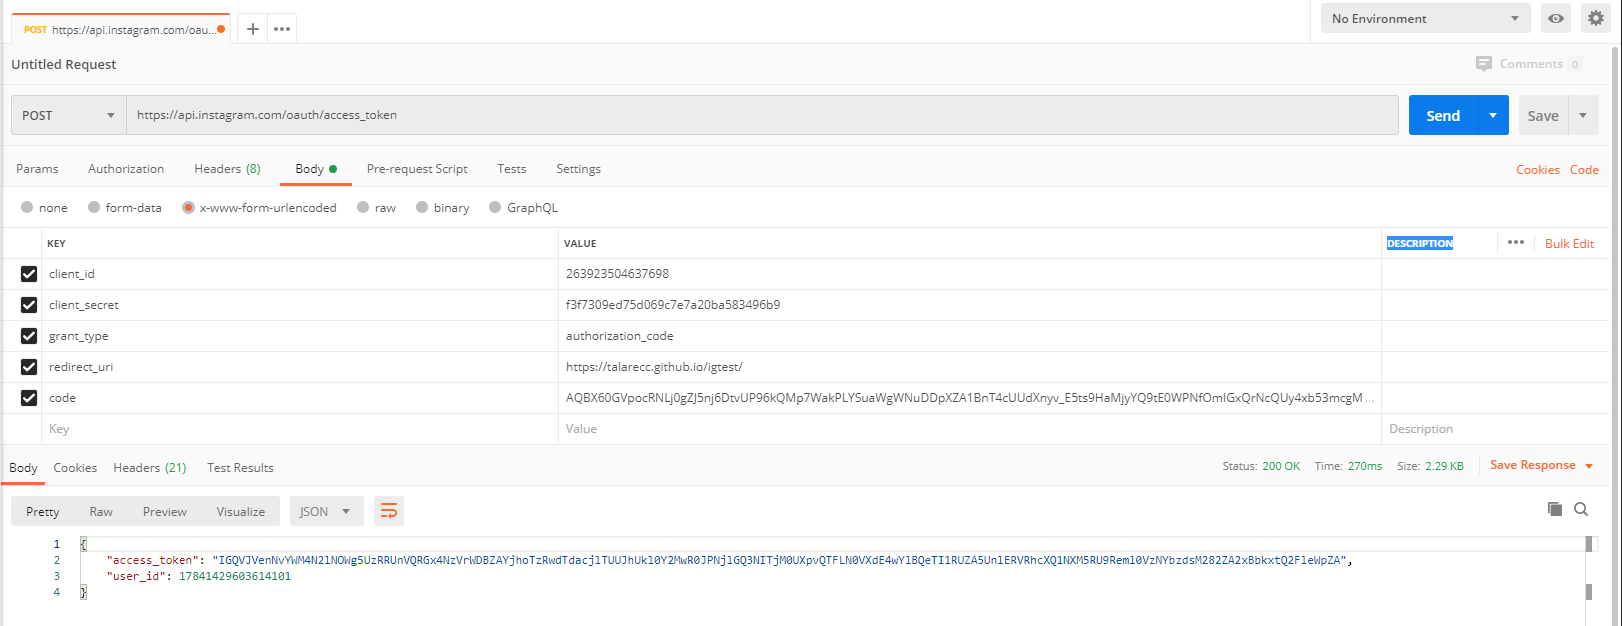 POST https://api.instagram.com/oau... + •••
No Environment
Untitled Request
Comments 0
POST https://api.instagram.com/oauth/access_token Send Save
Params Authorization Headers (8) Body Pre-request Script Tests Settings Cookies Code
none form-data x-www-form-urlencoded raw binary GraphQL
KEY VALUE DESCRIPTION ••• Bulk Edit
client_id 263923504637698
client_secret f3f7309ed75d069c7e7a20ba583496b9
grant_type authorization_code
redirect_uri https://talarecc.github.io/igtest/
code AQBX60GVpocRNLj0gZJ5nj6DtvUP96kQMp7WakPLYSuaWgWNuDDpXZA1BnT4cUUdXnyv_E5ts9HaMjyYQ9tE0WPNfOmIGxQrNcQUy4xb53mcgM ...
Key Value Description
Body Cookies Headers (21) Test Results Status: 200 OK Time: 270ms Size: 2.29 KB Save Response
Pretty Raw Preview Visualize JSON
1 {
2 "access_token": "IGQVJVenNvYWM4N2lNOWg5UzRRUnVQRGx4NzVrWDBZAYjhoTzRwdTdacjlTUUJhUkl0Y2MwR0JPNjlGQ3NITjM0UXpvQTFLN0VXdE4wYlBQeTI1RUZA5UnlERVRhcXQ1NXM5RU9Reml0VzNYbzdsM282ZA2xBbkxtQ2FleWpZA",
3 "user_id": 17841429603614101
4 }